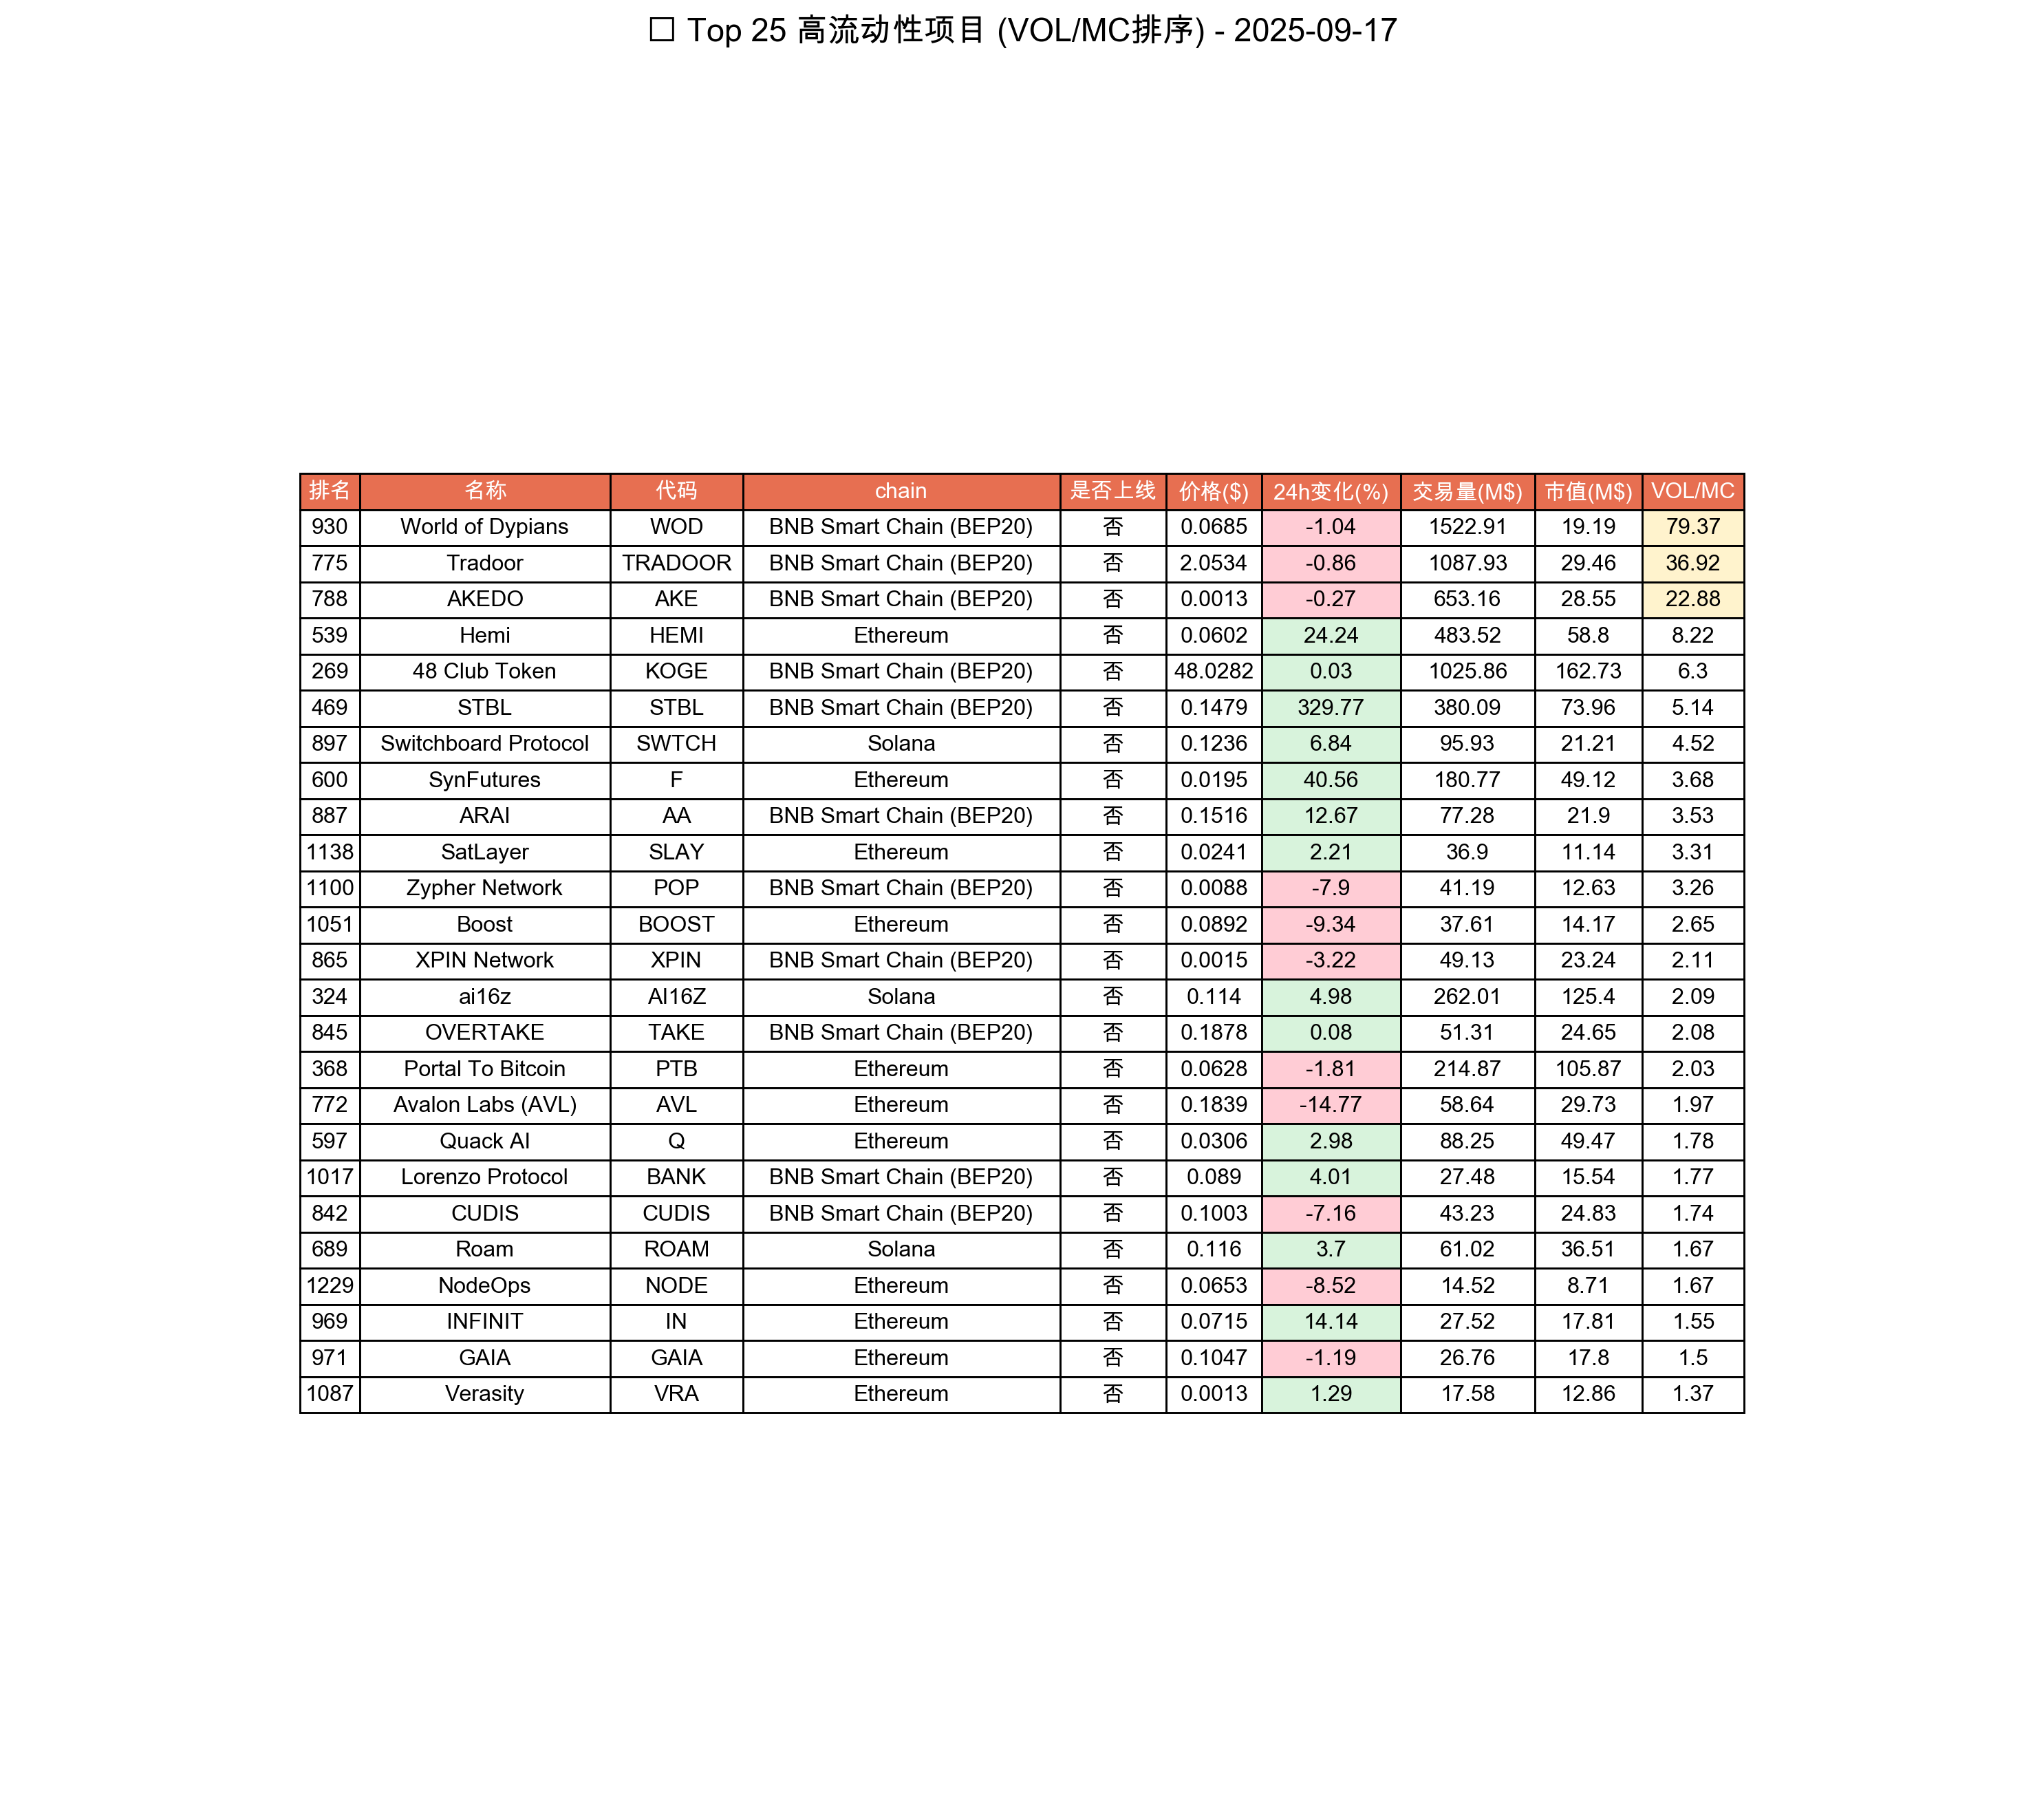 □ Top 25 高流动性项目 (VOL/MC排序) - 2025-09-17
排名 名称 代码 chain 是否上线 价格($) 24h变化(%) 交易量(M$) 市值(M$) VOL/MC
930 World of Dypians WOD BNB Smart Chain (BEP20) 否 0.0685 -1.04 1522.91 19.19 79.37
775 Tradoor TRADOOR BNB Smart Chain (BEP20) 否 2.0534 -0.86 1087.93 29.46 36.92
788 AKEDO AKE BNB Smart Chain (BEP20) 否 0.0013 -0.27 653.16 28.55 22.88
539 Hemi HEMI Ethereum 否 0.0602 24.24 483.52 58.8 8.22
269 48 Club Token KOGE BNB Smart Chain (BEP20) 否 48.0282 0.03 1025.86 162.73 6.3
469 STBL STBL BNB Smart Chain (BEP20) 否 0.1479 329.77 380.09 73.96 5.14
897 Switchboard Protocol SWTCH Solana 否 0.1236 6.84 95.93 21.21 4.52
600 SynFutures F Ethereum 否 0.0195 40.56 180.77 49.12 3.68
887 ARAI AA BNB Smart Chain (BEP20) 否 0.1516 12.67 77.28 21.9 3.53
1138 SatLayer SLAY Ethereum 否 0.0241 2.21 36.9 11.14 3.31
1100 Zypher Network POP BNB Smart Chain (BEP20) 否 0.0088 -7.9 41.19 12.63 3.26
1051 Boost BOOST Ethereum 否 0.0892 -9.34 37.61 14.17 2.65
865 XPIN Network XPIN BNB Smart Chain (BEP20) 否 0.0015 -3.22 49.13 23.24 2.11
324 ai16z AI16Z Solana 否 0.114 4.98 262.01 125.4 2.09
845 OVERTAKE TAKE BNB Smart Chain (BEP20) 否 0.1878 0.08 51.31 24.65 2.08
368 Portal To Bitcoin PTB Ethereum 否 0.0628 -1.81 214.87 105.87 2.03
772 Avalon Labs (AVL) AVL Ethereum 否 0.1839 -14.77 58.64 29.73 1.97
597 Quack AI Q Ethereum 否 0.0306 2.98 88.25 49.47 1.78
1017 Lorenzo Protocol BANK BNB Smart Chain (BEP20) 否 0.089 4.01 27.48 15.54 1.77
842 CUDIS CUDIS BNB Smart Chain (BEP20) 否 0.1003 -7.16 43.23 24.83 1.74
689 Roam ROAM Solana 否 0.116 3.7 61.02 36.51 1.67
1229 NodeOps NODE Ethereum 否 0.0653 -8.52 14.52 8.71 1.67
969 INFINIT IN Ethereum 否 0.0715 14.14 27.52 17.81 1.55
971 GAIA GAIA Ethereum 否 0.1047 -1.19 26.76 17.8 1.5
1087 Verasity VRA Ethereum 否 0.0013 1.29 17.58 12.86 1.37